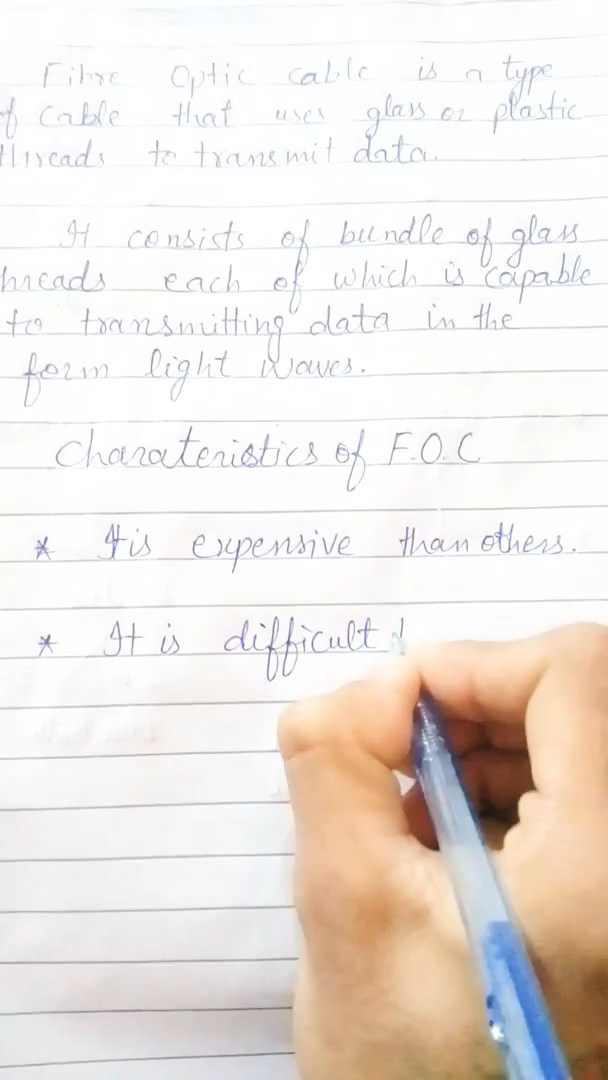 Fibre Optic cable is a type
of cable that uses glass or plastic
threads to transmit data.
It consists of bundle of glass
hreads each of which is capable
to transmitting data in the
form light waves.
Charateristics of F.O.C
* It is expensive than others.
* It is difficult